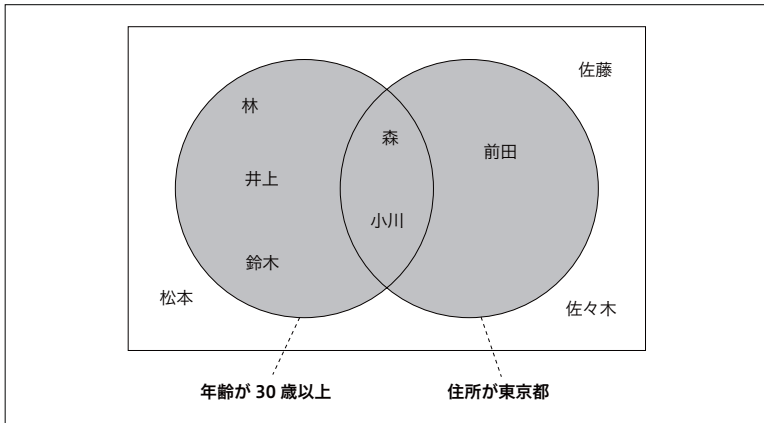 佐藤
林
森
前田
井上
小川
鈴木
松本
佐々木
年齢が 30 歳以上
住所が東京都